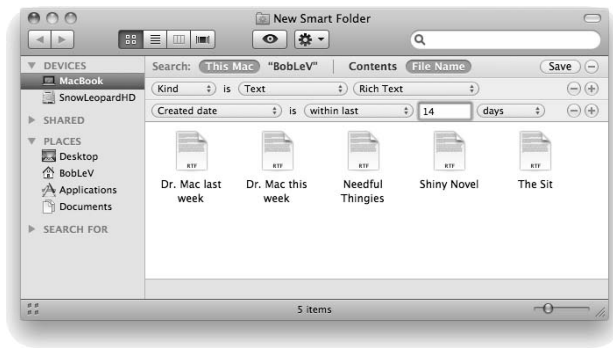 New Smart Folder
DEVICES
MacBook
SnowLeopardHD
SHARED
PLACES
Desktop
BobLeV
Applications
Documents
SEARCH FOR
Search: This Mac "BobLeV" Contents File Name Save
Kind is Text Rich Text
Created date is within last 14 days
RTF RTF RTF RTF RTF
Dr. Mac last week
Dr. Mac this week
Needful Thingies
Shiny Novel
The Sit
5 items